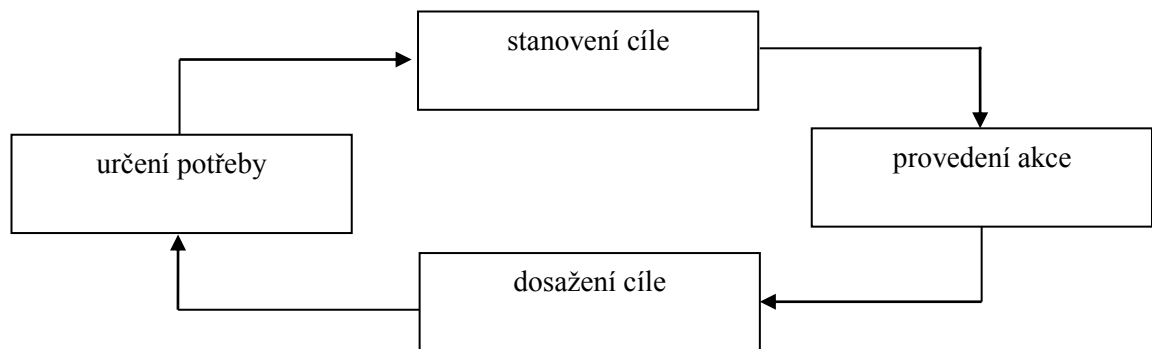 stanovení cíle
určení potřeby
provedení akce
dosažení cíle